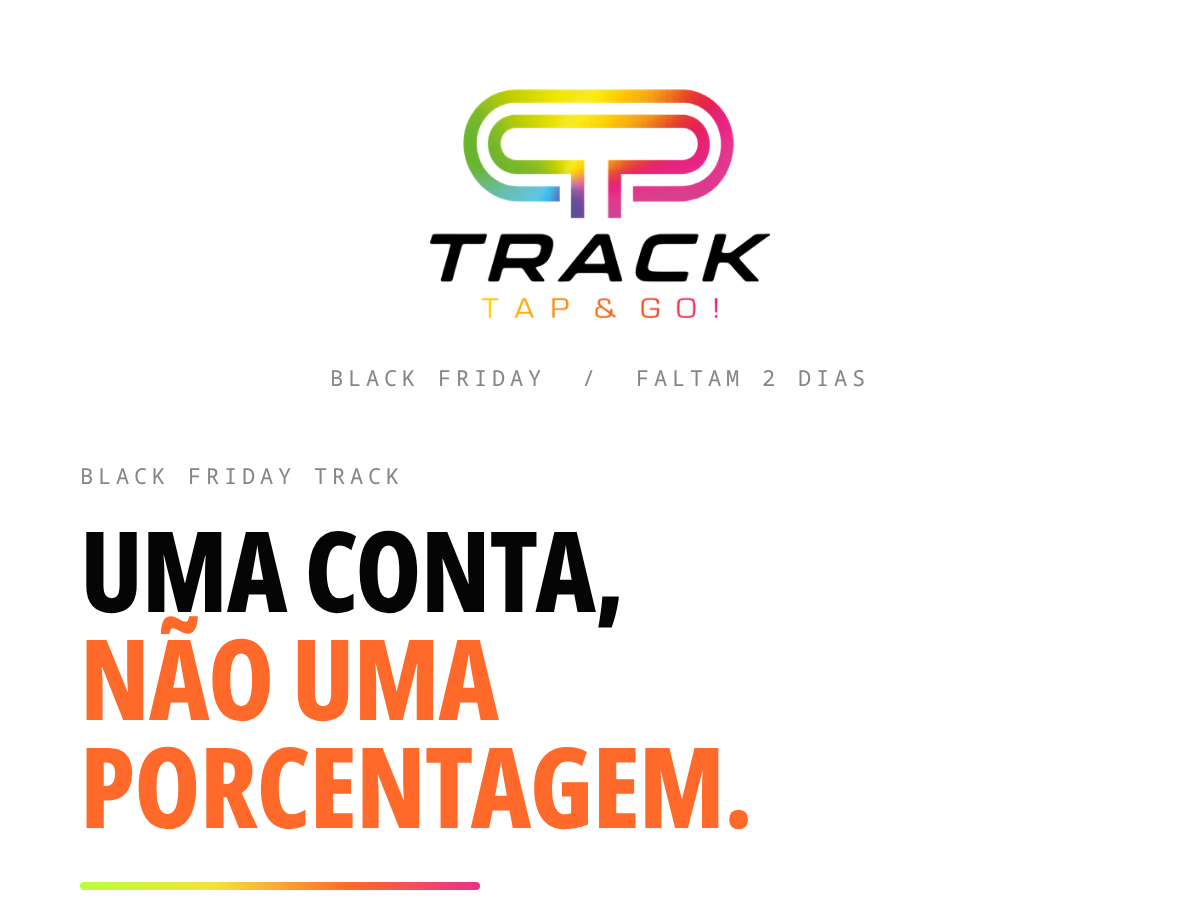 TRACK
TAP & GO!
BLACK FRIDAY / FALTAM 2 DIAS
BLACK FRIDAY TRACK
UMA CONTA,
NÃO UMA
PORCENTAGEM.